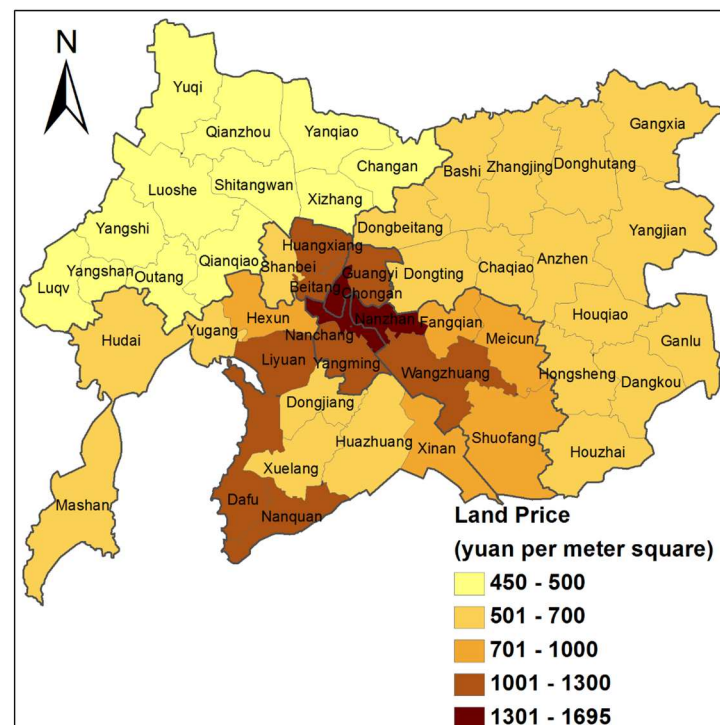 N
Yuqi
Gangxia
Qianzhou
Yanqiao
Changan
Bashi
Zhangjing
Donghutang
Luoshe
Shitangwan
Xizhang
Yangshi
Dongbeitang
Yangjian
Huangxiang
Luqv
Yangshan
Outang
Qianqiao
Shanbei
Guangyi
Dongting
Chaqiao
Anzhen
Beitang
Chongan
Hudai
Yugang
Hexun
Nanzhan
Fangqian
Houqiao
Nanchang
Meicun
Ganlu
Liyuan
Yangming
Wangzhuang
Hongsheng
Dangkou
Dongjiang
Huazhuang
Xinan
Shuofang
Houzhai
Xuelang
Mashan
Dafu
Nanquan
Land Price
(yuan per meter square)
450 - 500
501 - 700
701 - 1000
1001 - 1300
1301 - 1695